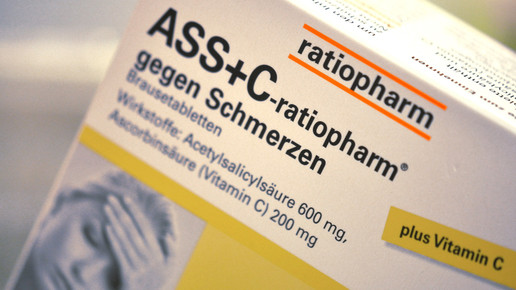 ratiopharm
ASS+C-ratiopharm®
gegen Schmerzen
Brausetabletten
Wirkstoffe: Acetylsalicylsäure 600 mg,
Ascorbinsäure (Vitamin C) 200 mg
plus Vitamin C